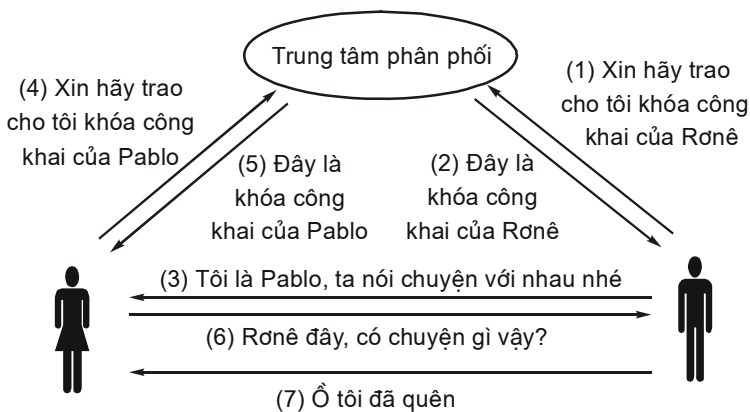 Trung tâm phân phối
(4) Xin hãy trao
cho tôi khóa công
khai của Pablo
(1) Xin hãy trao
cho tôi khóa công
khai của Rơnê
(5) Đây là
khóa công
khai của Pablo
(2) Đây là
khóa công
khai của Rơnê
(3) Tôi là Pablo, ta nói chuyện với nhau nhé
(6) Rơnê đây, có chuyện gì vậy?
(7) Ồ tôi đã quên